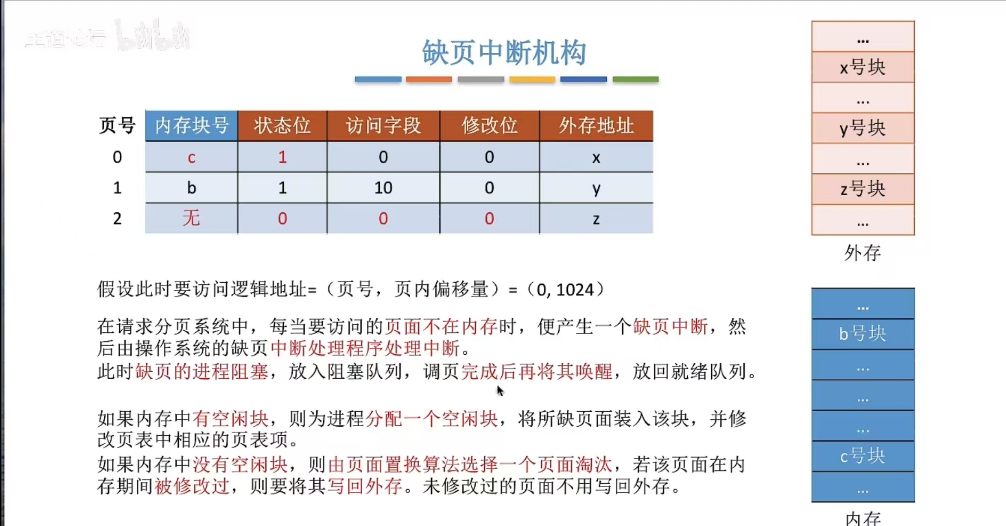 bilibili
缺页中断机构
页号 内存块号 状态位 访问字段 修改位 外存地址
0 c 1 0 0 x
1 b 1 10 0 y
2 无 0 0 0 z
假设此时要访问逻辑地址=（页号，页内偏移量）=（0, 1024）
在请求分页系统中，每当要访问的页面不在内存时，便产生一个缺页中断，然
后由操作系统的缺页中断处理程序处理中断。
此时缺页的进程阻塞，放入阻塞队列，调页完成后再将其唤醒，放回就绪队列。
如果内存中有空闲块，则为进程分配一个空闲块，将所缺页面装入该块，并修
改页表中相应的页表项。
如果内存中没有空闲块，则由页面置换算法选择一个页面淘汰，若该页面在内
存期间被修改过，则要将其写回外存。未修改过的页面不用写回外存。
...
x号块
...
y号块
...
z号块
...
外存
...
b号块
...
...
...
c号块
...
内存